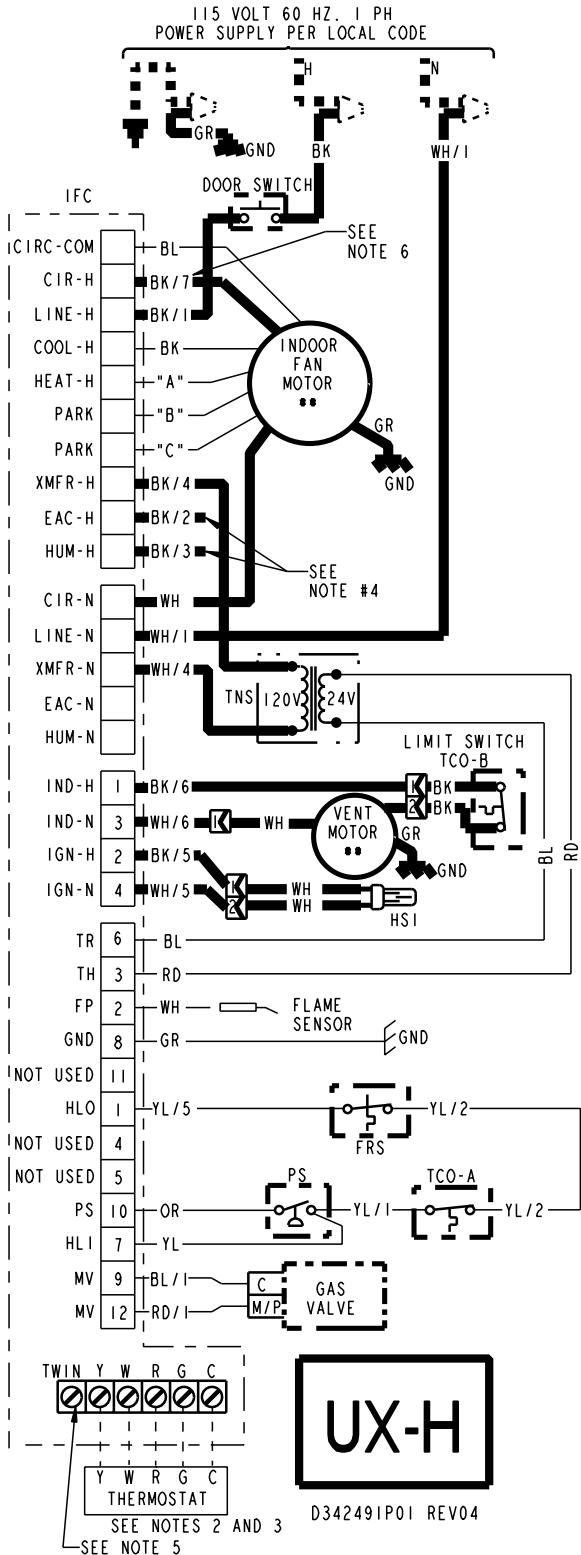 115 VOLT 60 HZ. 1 PH
POWER SUPPLY PER LOCAL CODE
H
N
GR
GND
BK
WH/1
DOOR SWITCH
IFC
SEE
NOTE 6
CIRC-COM
BL
CIR-H
BK/7
LINE-H
BK/1
COOL-H
BK
HEAT-H
"A"
PARK
"B"
PARK
"C"
INDOOR
FAN
MOTOR
**
GR
GND
XMFR-H
BK/4
EAC-H
BK/2
HUM-H
BK/3
SEE
NOTE #4
CIR-N
WH
LINE-N
WH/1
XMFR-N
WH/4
EAC-N
HUM-N
TNS
120V
24V
LIMIT SWITCH
TCO-B
IND-H
1
BK/6
1
BK
2
BK
IND-N
3
WH/6
1
WH
VENT
MOTOR
**
GR
GND
IGN-H
2
BK/5
1
WH
IGN-N
4
WH/5
2
WH
HSI
BL
RD
TR
6
BL
TH
3
RD
FP
2
WH
FLAME
SENSOR
GND
8
GR
GND
NOT USED
11
HLO
1
YL/5
YL/2
FRS
NOT USED
4
NOT USED
5
PS
TCO-A
PS
10
OR
YL/1
YL/2
HLI
7
YL
MV
9
BL/1
C
MV
12
RD/1
M/P
GAS
VALVE
TWIN Y W R G C
Y W R G C
THERMOSTAT
SEE NOTES 2 AND 3
SEE NOTE 5
UX-H
D342491P01 REV04